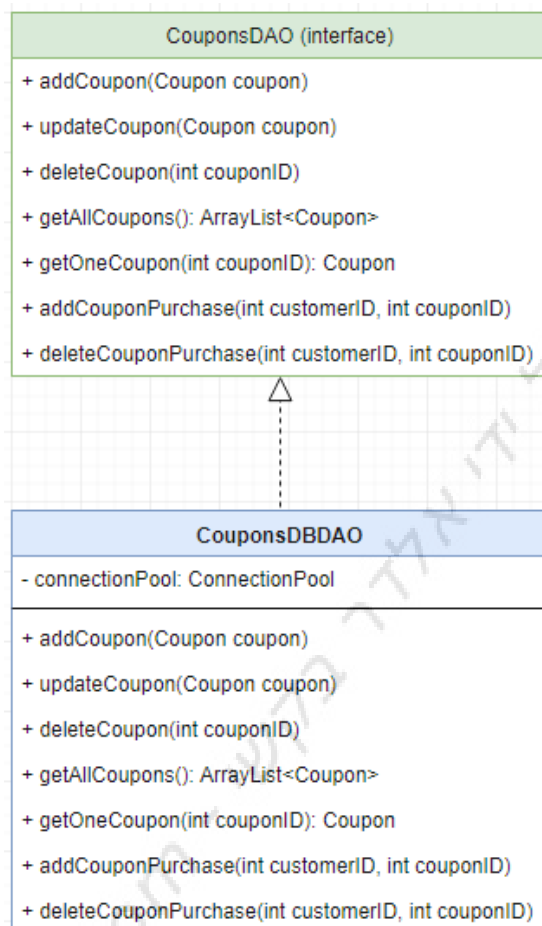 CouponsDAO (interface)
+ addCoupon(Coupon coupon)
+ updateCoupon(Coupon coupon)
+ deleteCoupon(int couponID)
+ getAllCoupons(): ArrayList<Coupon>
+ getOneCoupon(int couponID): Coupon
+ addCouponPurchase(int customerID, int couponID)
+ deleteCouponPurchase(int customerID, int couponID)
CouponsDBDAO
- connectionPool: ConnectionPool
+ addCoupon(Coupon coupon)
+ updateCoupon(Coupon coupon)
+ deleteCoupon(int couponID)
+ getAllCoupons(): ArrayList<Coupon>
+ getOneCoupon(int couponID): Coupon
+ addCouponPurchase(int customerID, int couponID)
+ deleteCouponPurchase(int customerID, int couponID)
ידי אלדר